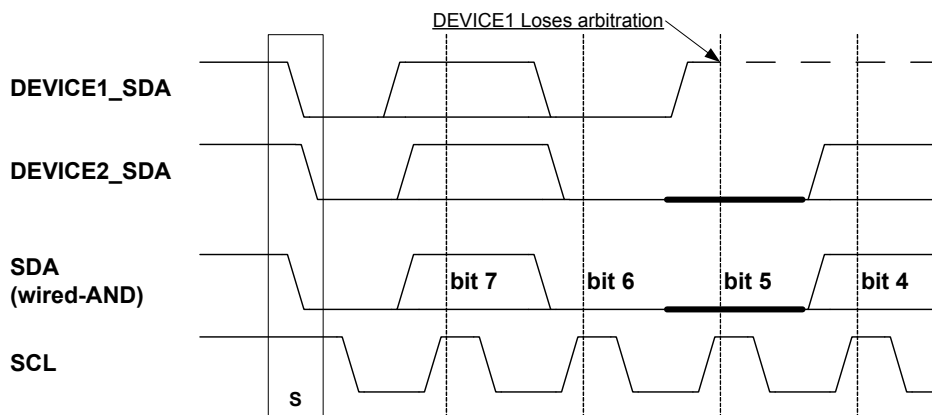 DEVICE1 Loses arbitration
DEVICE1_SDA
DEVICE2_SDA
SDA
(wired-AND)
bit 7 bit 6 bit 5 bit 4
SCL
S